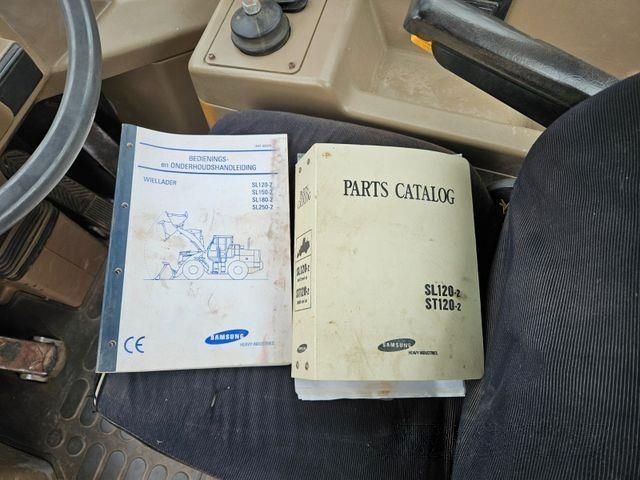 BEDIENINGS-
en ONDERHOUDSHANDLEIDING
WIELLADER
SL120-2
SL150-2
SL180-2
SL250-2
CE
SAMSUNG
HEAVY INDUSTRIES
PARTS CATALOG
SL120-2
ST120-2
SAMSUNG
HEAVY INDUSTRIES
SL120-2
ST120-2